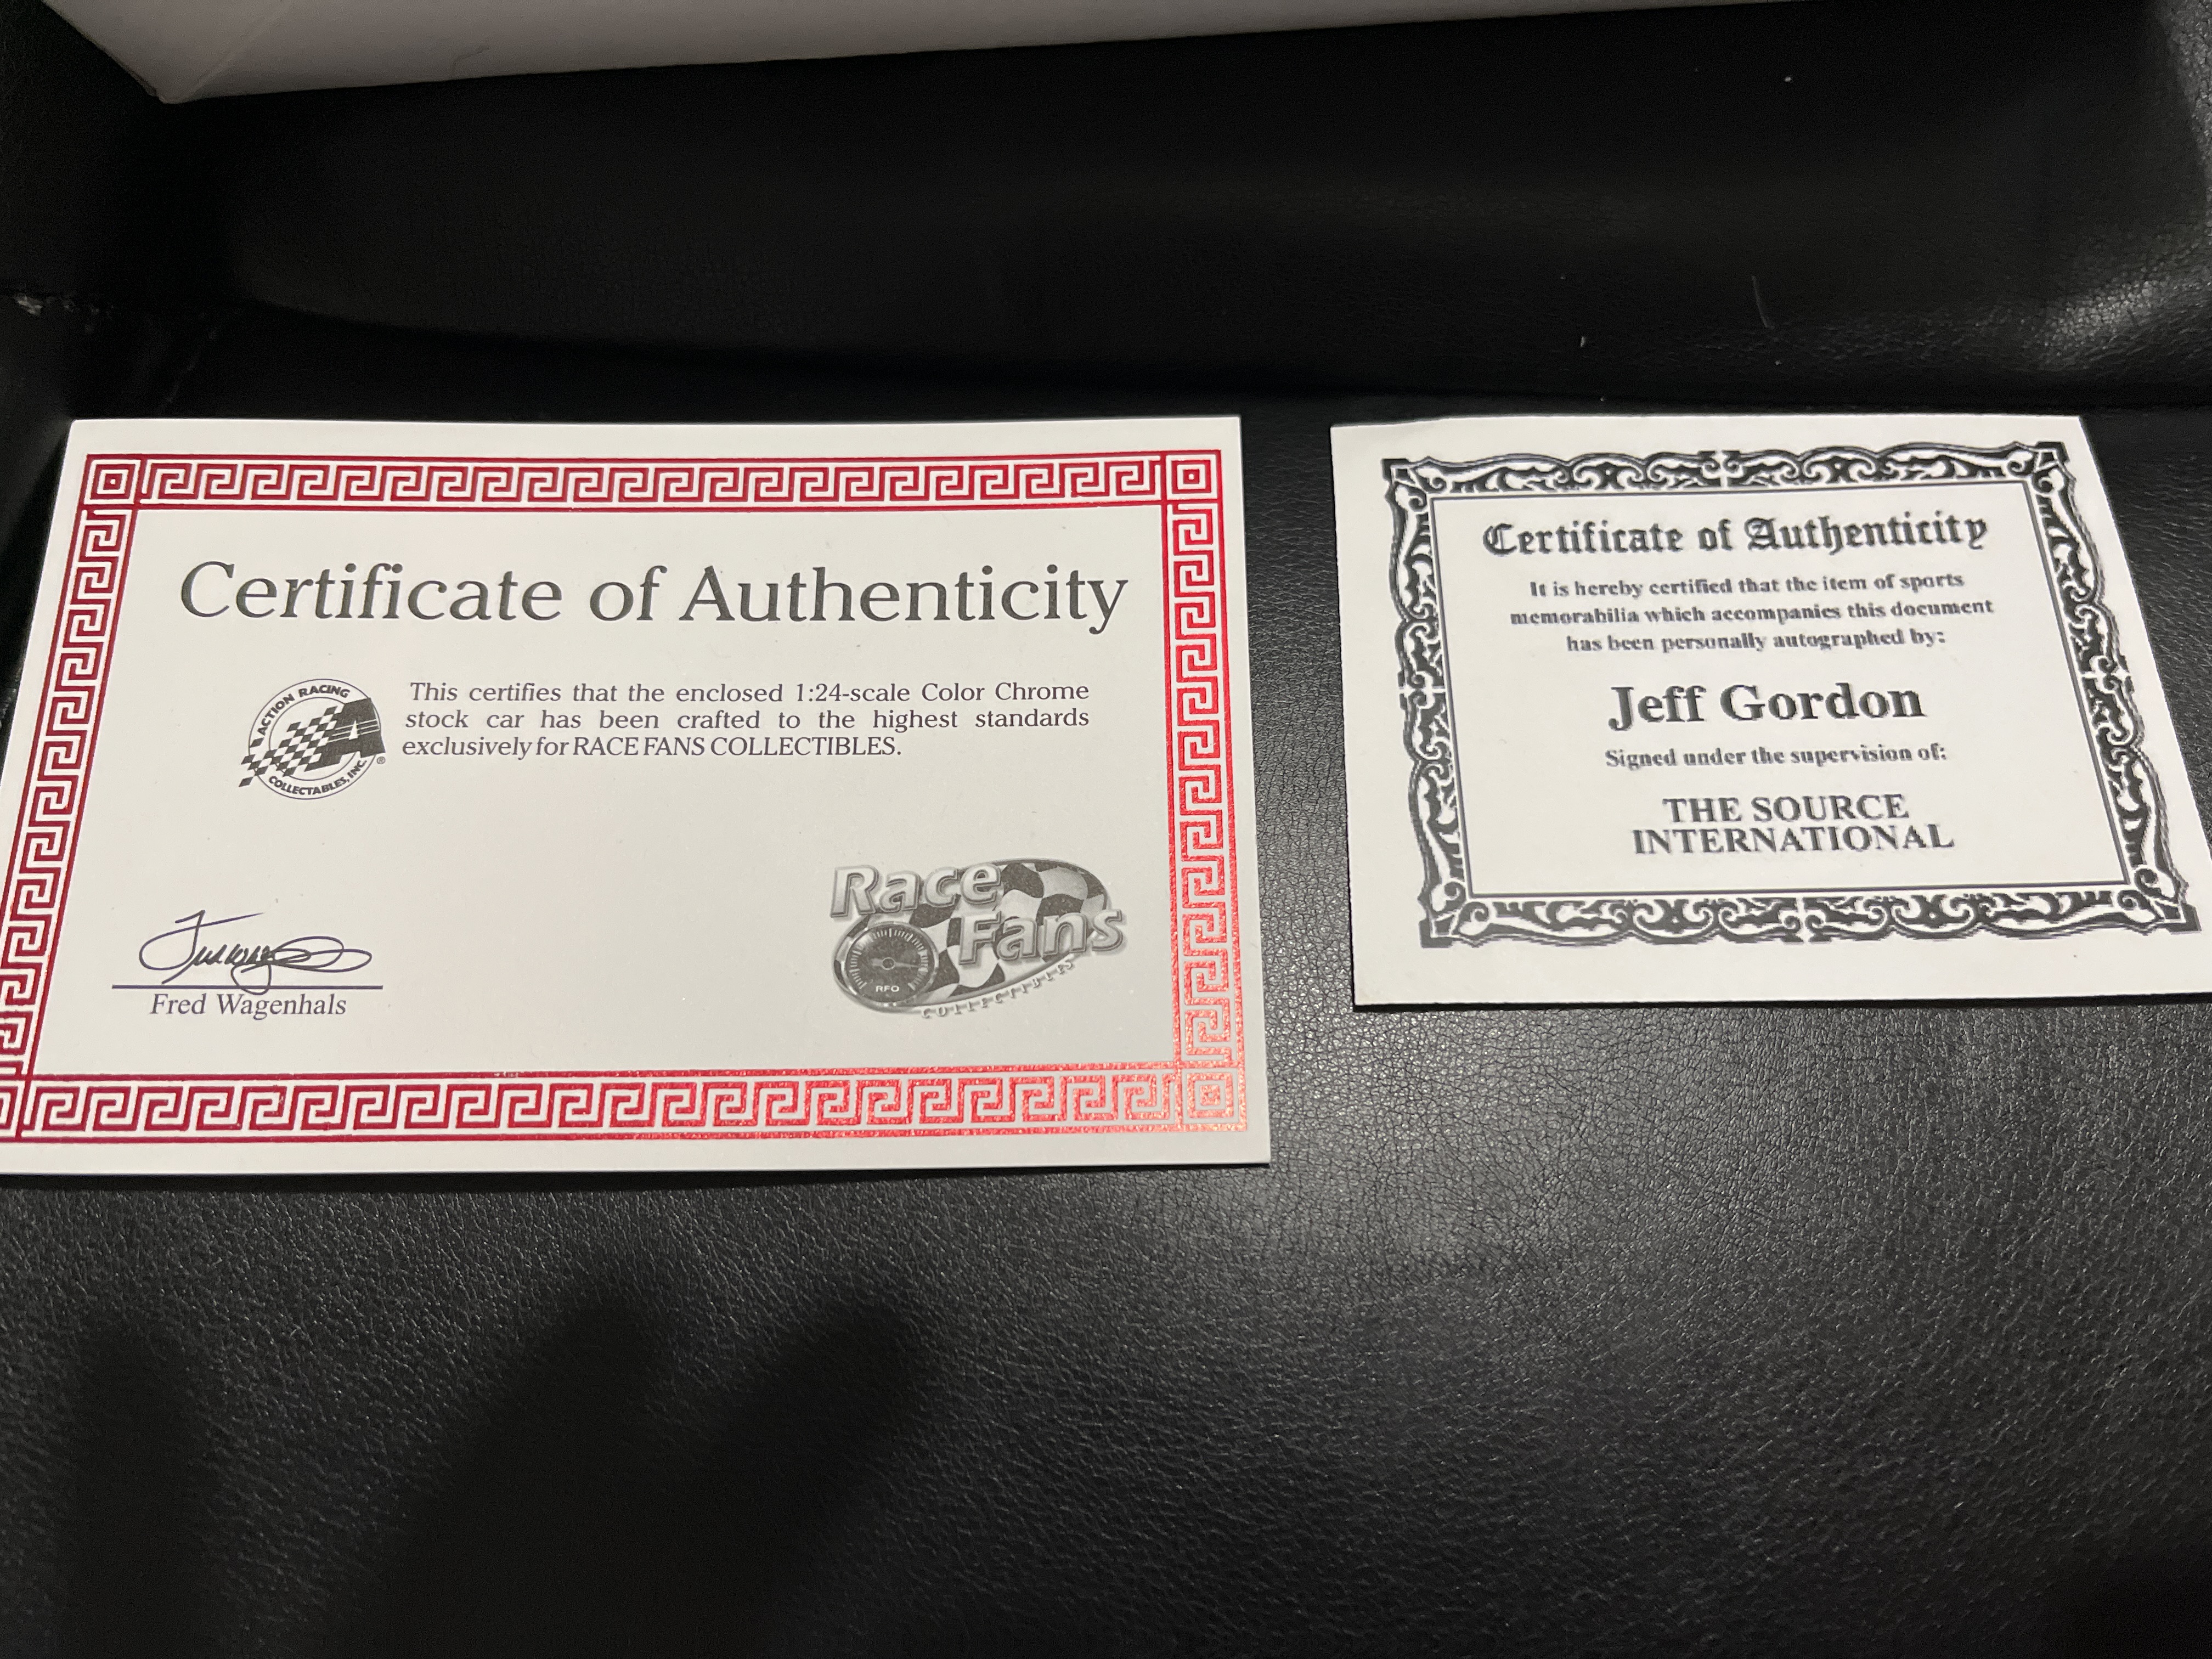 Certificate of Authenticity
ACTION RACING
COLLECTABLES, INC.
®
This certifies that the enclosed 1:24-scale Color Chrome
stock car has been crafted to the highest standards
exclusively for RACE FANS COLLECTIBLES.
Fred Wagenhals
Race
Fans
RFO
COLLECTIBLES
Certificate of Authenticity
It is hereby certified that the item of sports
memorabilia which accompanies this document
has been personally autographed by:
Jeff Gordon
Signed under the supervision of:
THE SOURCE
INTERNATIONAL